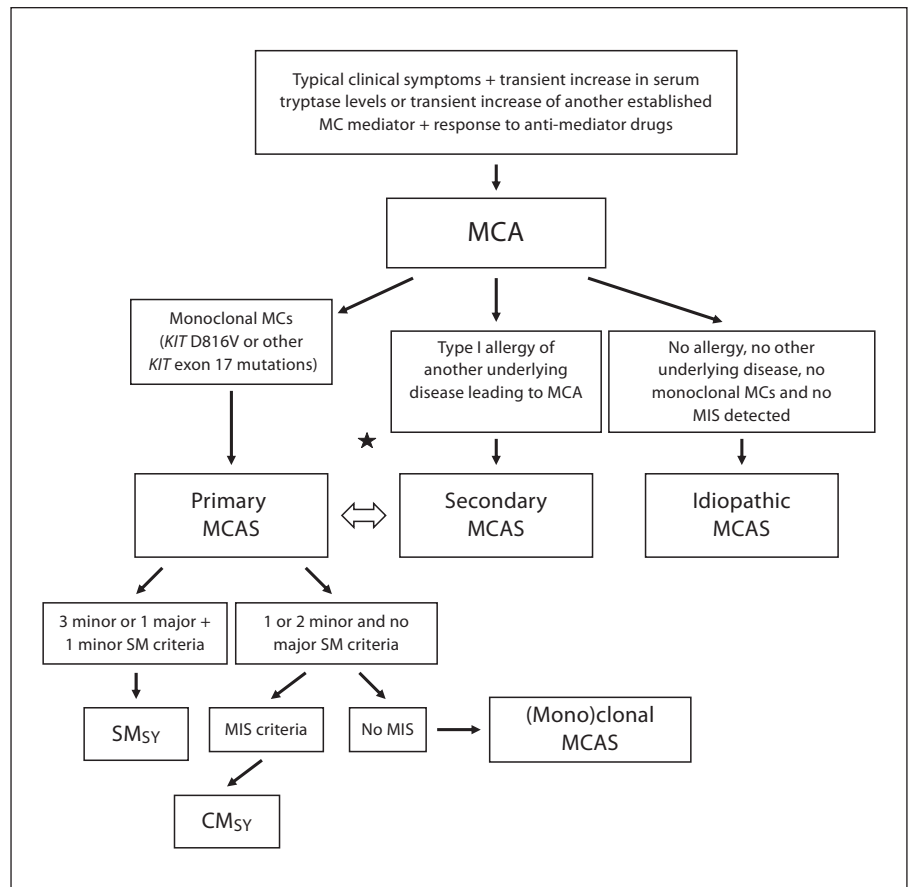 Typical clinical symptoms + transient increase in serum
tryptase levels or transient increase of another established
MC mediator + response to anti-mediator drugs
MCA
Monoclonal MCs
(KIT D816V or other
KIT exon 17 mutations)
Type I allergy of
another underlying
disease leading to MCA
No allergy, no other
underlying disease, no
monoclonal MCs and no
MIS detected
Primary
MCAS
Secondary
MCAS
Idiopathic
MCAS
3 minor or 1 major +
1 minor SM criteria
1 or 2 minor and no
major SM criteria
SMSY
MIS criteria
No MIS
(Mono)clonal
MCAS
CMSY